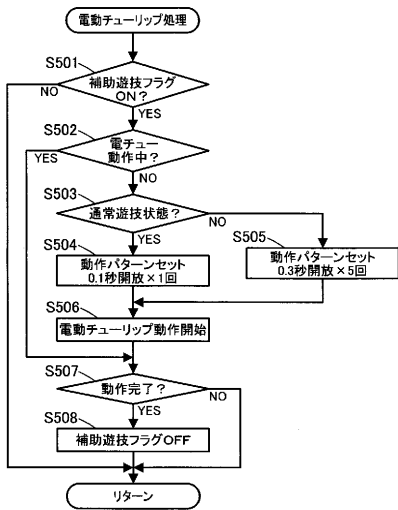 電動チューリップ処理
S501
補助遊技フラグ
ON？
NO
YES
S502
電チュー
動作中？
YES
NO
S503
通常遊技状態？
NO
YES
S504
動作パターンセット
0.1秒開放×1回
S505
動作パターンセット
0.3秒開放×5回
S506
電動チューリップ動作開始
S507
動作完了？
NO
YES
S508
補助遊技フラグOFF
リターン